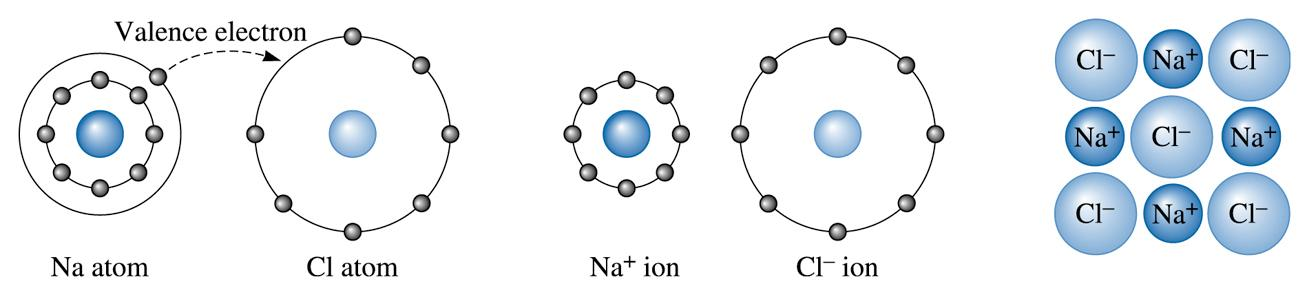 Valence electron
Na atom
Cl atom
Na⁺ ion
Cl⁻ ion
Cl⁻ Na⁺ Cl⁻
Na⁺ Cl⁻ Na⁺
Cl⁻ Na⁺ Cl⁻